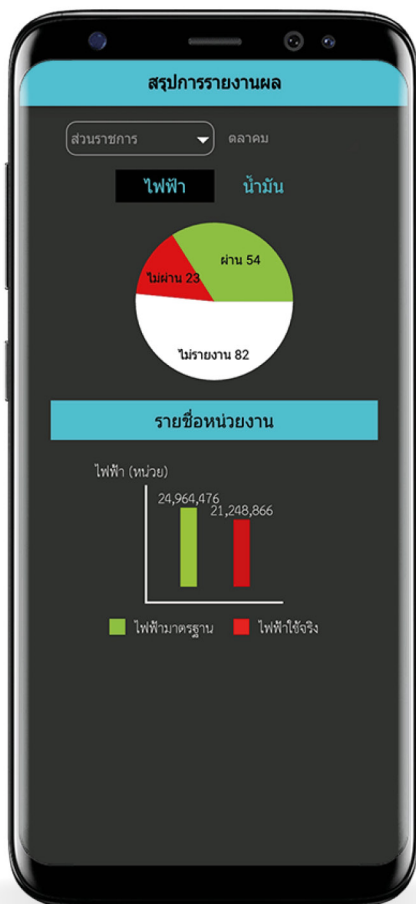 สรุปการรายงานผล
ส่วนราชการ ตลาคม
ไฟฟ้า น้ำมัน
ผ่าน 54
ไม่ผ่าน 23
ไม่รายงาน 82
รายชื่อหน่วยงาน
ไฟฟ้า (หน่วย)
24,964,476
21,248,866
ไฟฟ้ามาตรฐาน ไฟฟ้าใช้จริง